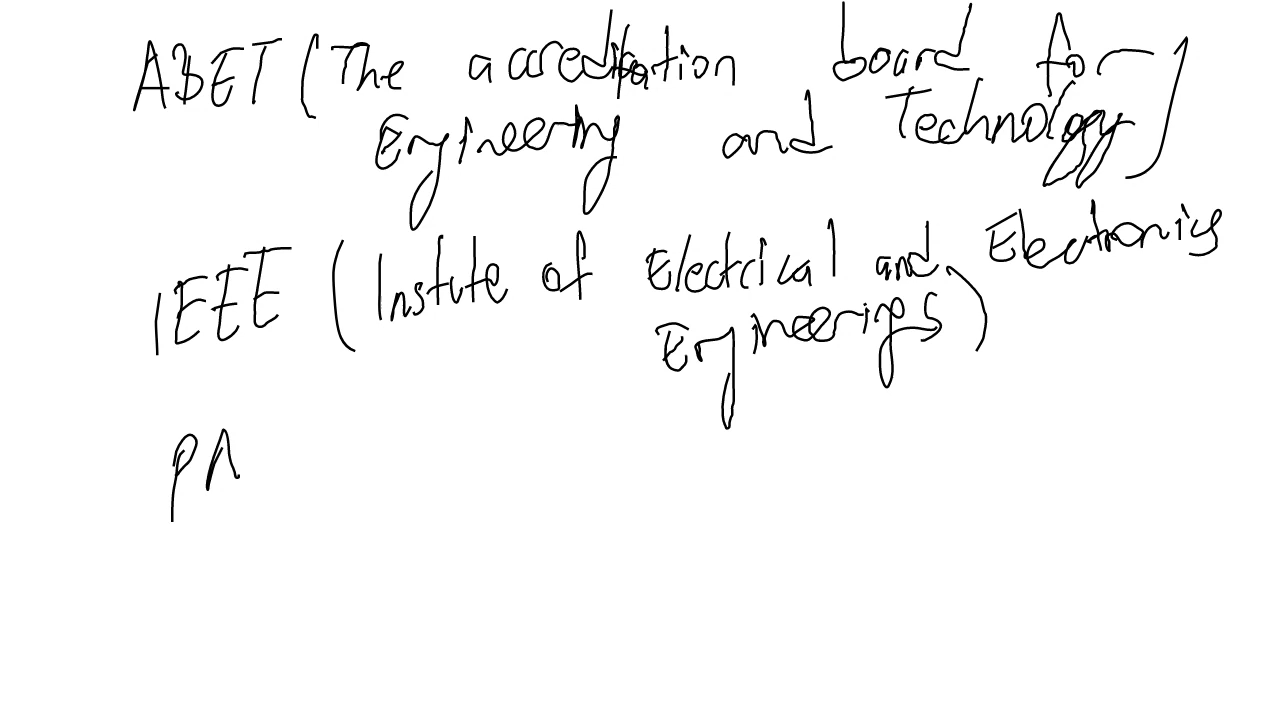 ABET (The accreditation board for
Engineering and Technology)
IEEE (Instute of Electrical and Electronics
Engineerings)
PA